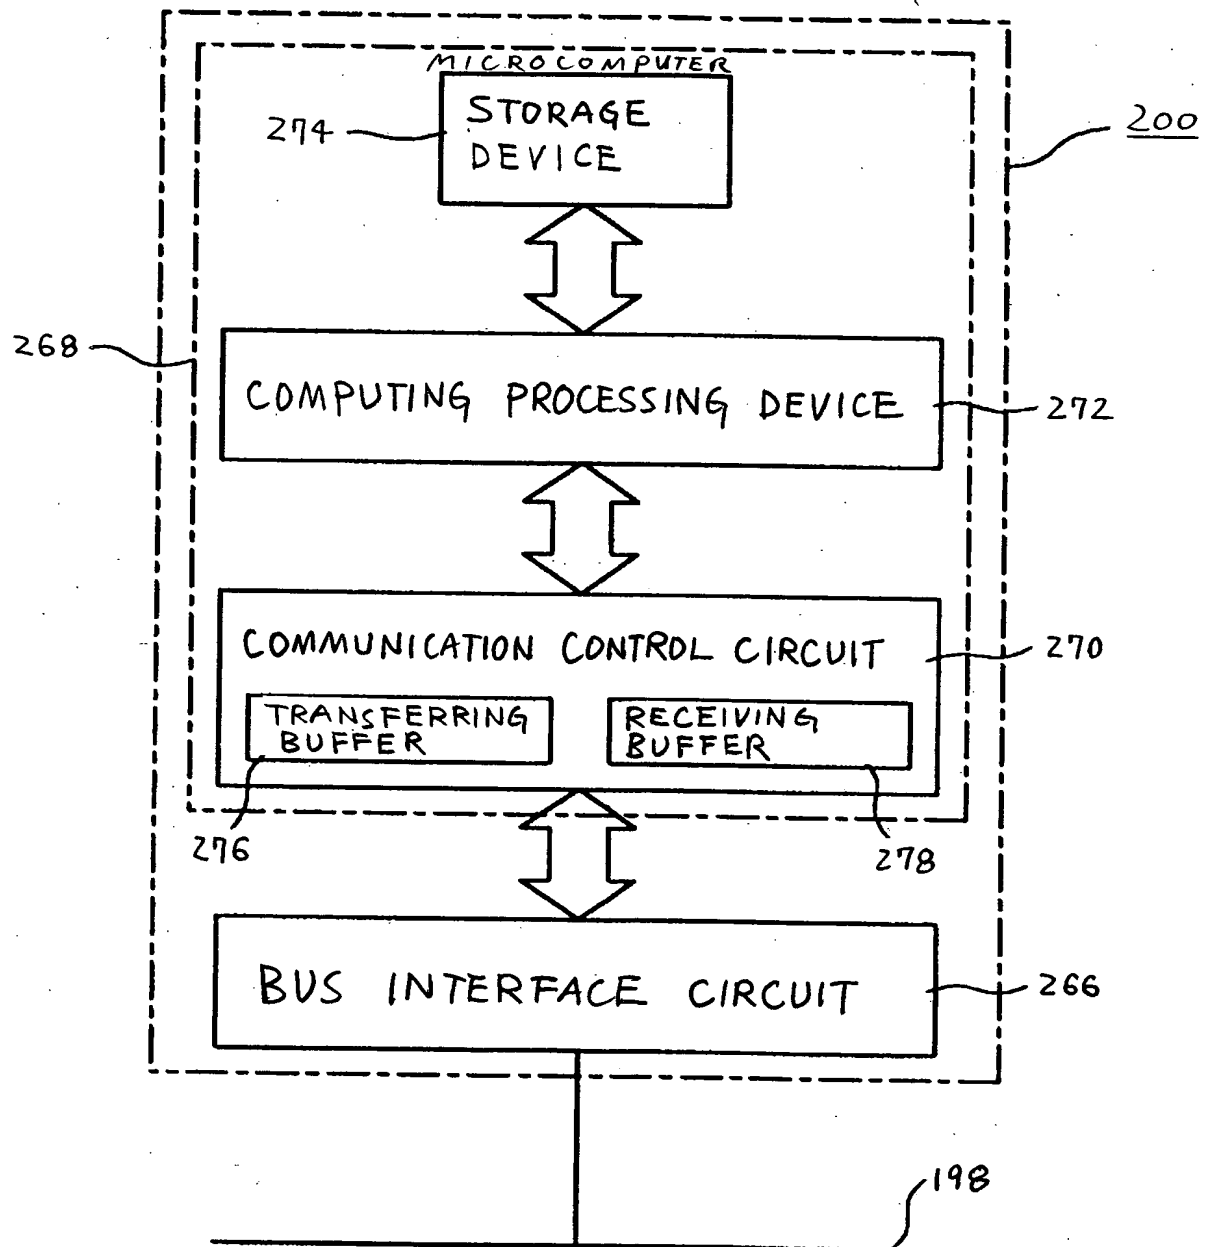 MICROCOMPUTER
STORAGE
DEVICE
274
200
268
COMPUTING PROCESSING DEVICE
272
COMMUNICATION CONTROL CIRCUIT
270
TRANSFERRING
BUFFER
RECEIVING
BUFFER
276
278
BUS INTERFACE CIRCUIT
266
198